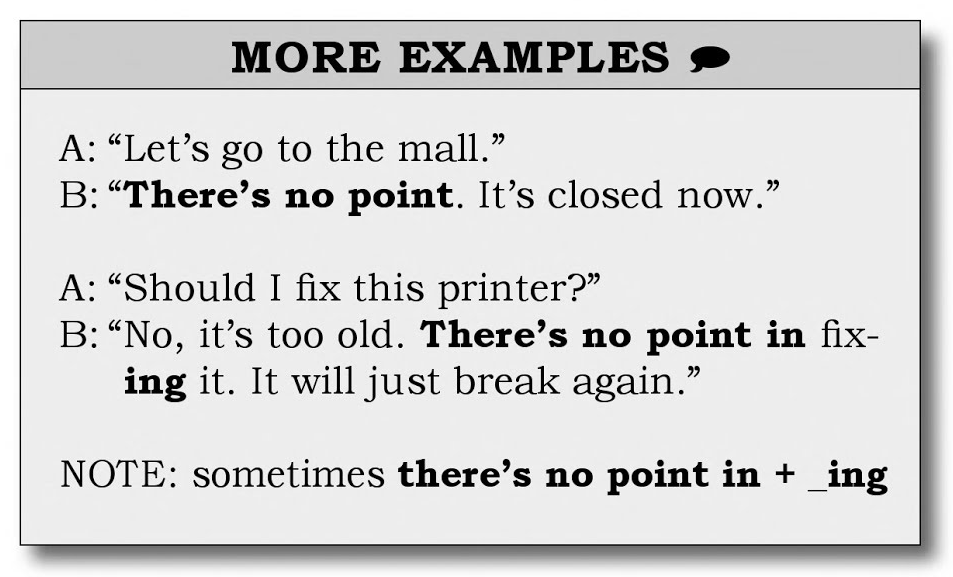 MORE EXAMPLES
A: “Let’s go to the mall.”
B: “There’s no point. It’s closed now.”
A: “Should I fix this printer?”
B: “No, it’s too old. There’s no point in fix-
ing it. It will just break again.”
NOTE: sometimes there’s no point in + _ing